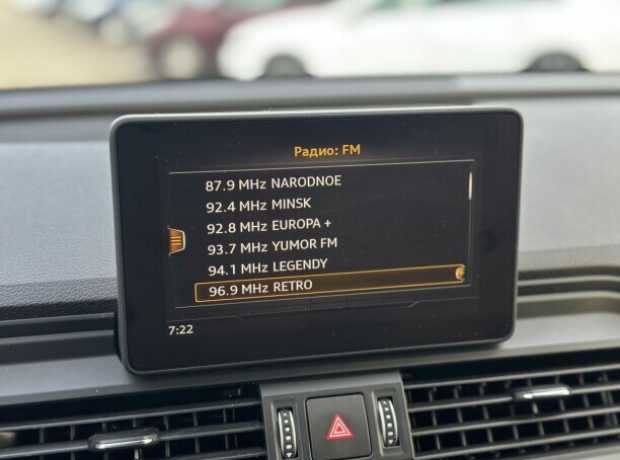 Радио: FM
87.9 MHz NARODNOE
92.4 MHz MINSK
92.8 MHz EUROPA +
93.7 MHz YUMOR FM
94.1 MHz LEGENDY
96.9 MHz RETRO
7:22